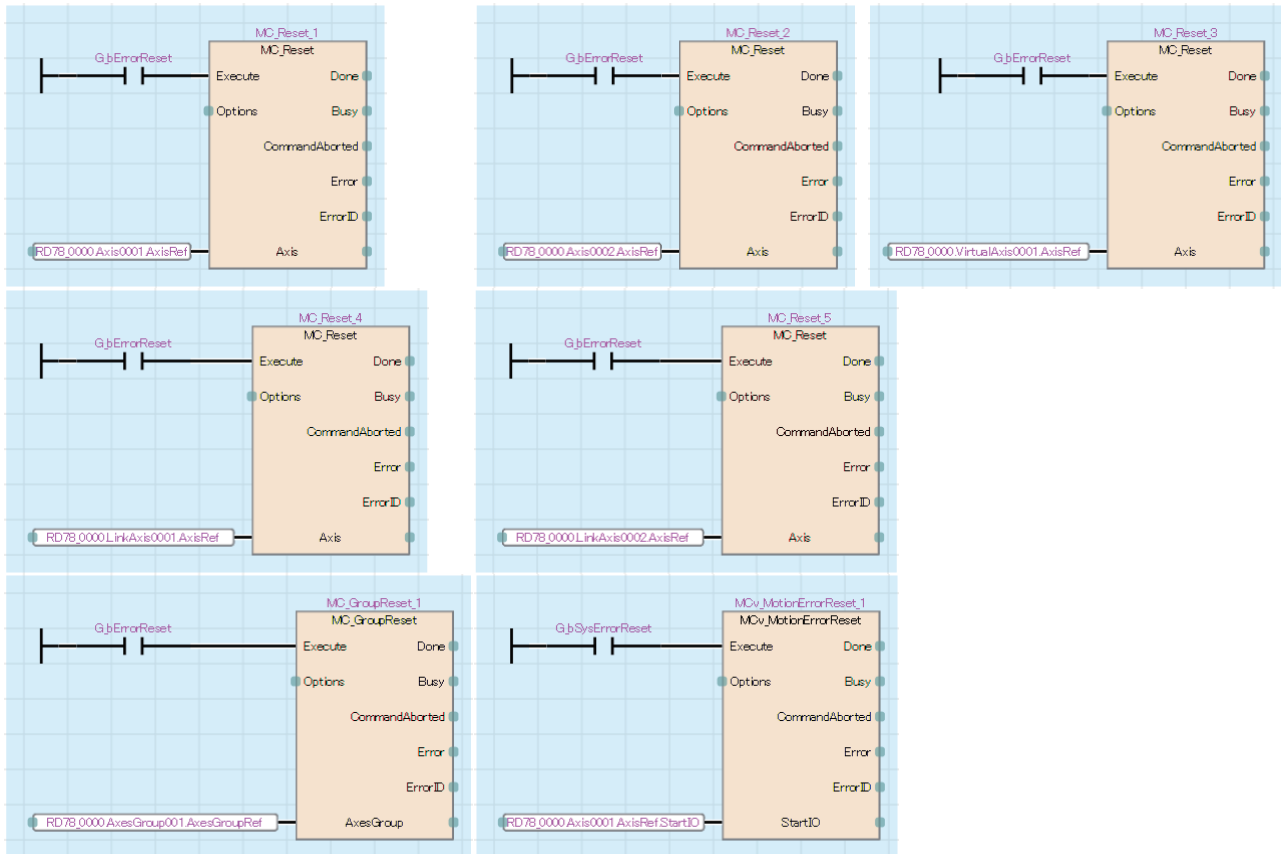 MC_Reset_1
MC_Reset
G_bErrorReset
Execute
Done
Options
Busy
CommandAborted
Error
ErrorID
RD78_0000.Axis0001.AxisRef
Axis
MC_Reset_2
MC_Reset
G_bErrorReset
Execute
Done
Options
Busy
CommandAborted
Error
ErrorID
RD78_0000.Axis0002.AxisRef
Axis
MC_Reset_3
MC_Reset
G_bErrorReset
Execute
Done
Options
Busy
CommandAborted
Error
ErrorID
RD78_0000.VirtualAxis0001.AxisRef
Axis
MC_Reset_4
MC_Reset
G_bErrorReset
Execute
Done
Options
Busy
CommandAborted
Error
ErrorID
RD78_0000.LinkAxis0001.AxisRef
Axis
MC_Reset_5
MC_Reset
G_bErrorReset
Execute
Done
Options
Busy
CommandAborted
Error
ErrorID
RD78_0000.LinkAxis0002.AxisRef
Axis
MC_GroupReset_1
MC_GroupReset
G_bErrorReset
Execute
Done
Options
Busy
CommandAborted
Error
ErrorID
RD78_0000.AxesGroup001.AxesGroupRef
AxesGroup
MCv_MotionErrorReset_1
MCv_MotionErrorReset
G_bSysErrorReset
Execute
Done
Options
Busy
CommandAborted
Error
ErrorID
RD78_0000.Axis0001.AxisRef.StartIO
StartIO